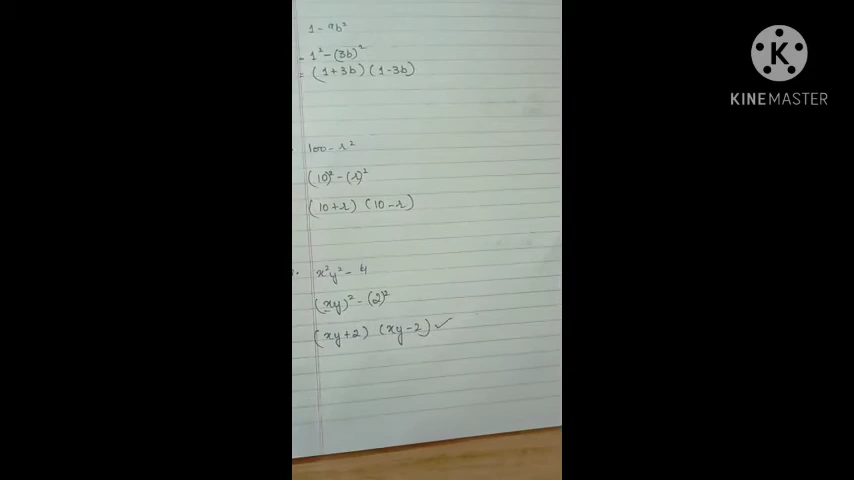 1 - 9b²
= 1² - (3b)²
= (1 + 3b) (1 - 3b)
100 - r²
(10)² - (r)²
(10 + r) (10 - r)
x²y² - 4
(xy)² - (2)²
(xy + 2) (xy - 2) ✓
K
KINEMASTER